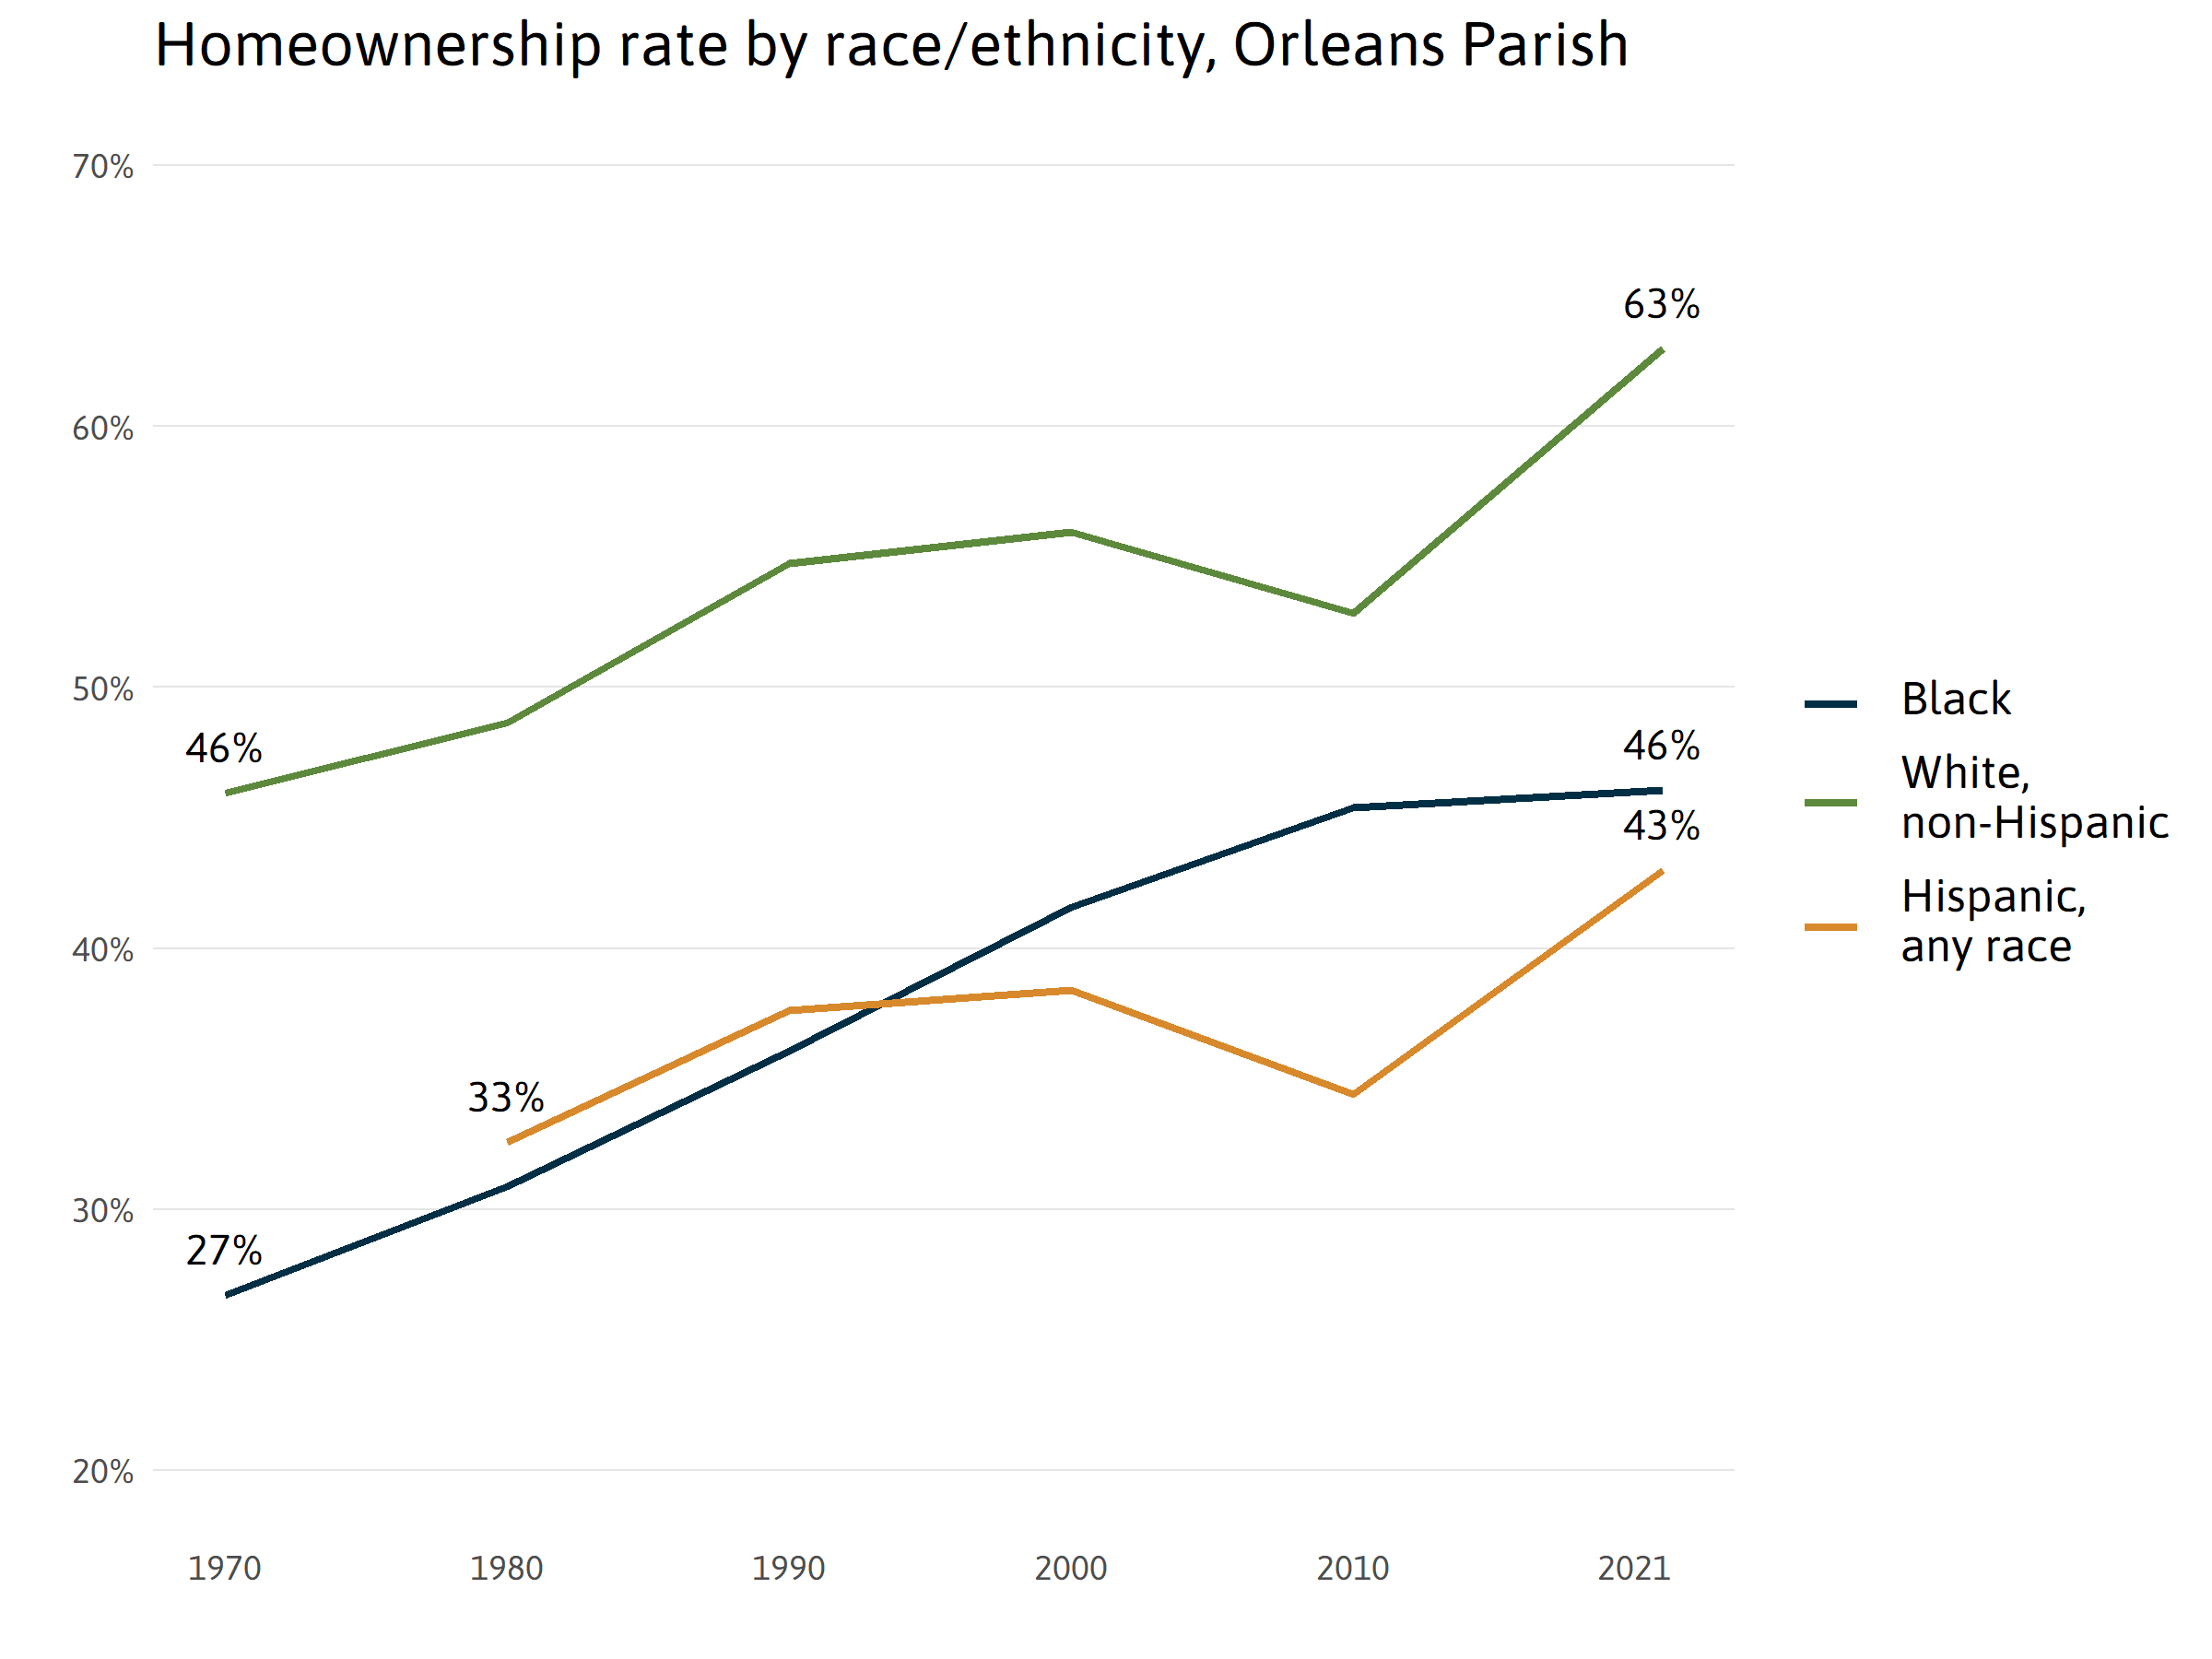 Homeownership rate by race/ethnicity, Orleans Parish
70%
60%
50%
40%
30%
20%
63%
46%
46%
43%
33%
27%
Black
White,
non-Hispanic
Hispanic,
any race
1970 1980 1990 2000 2010 2021